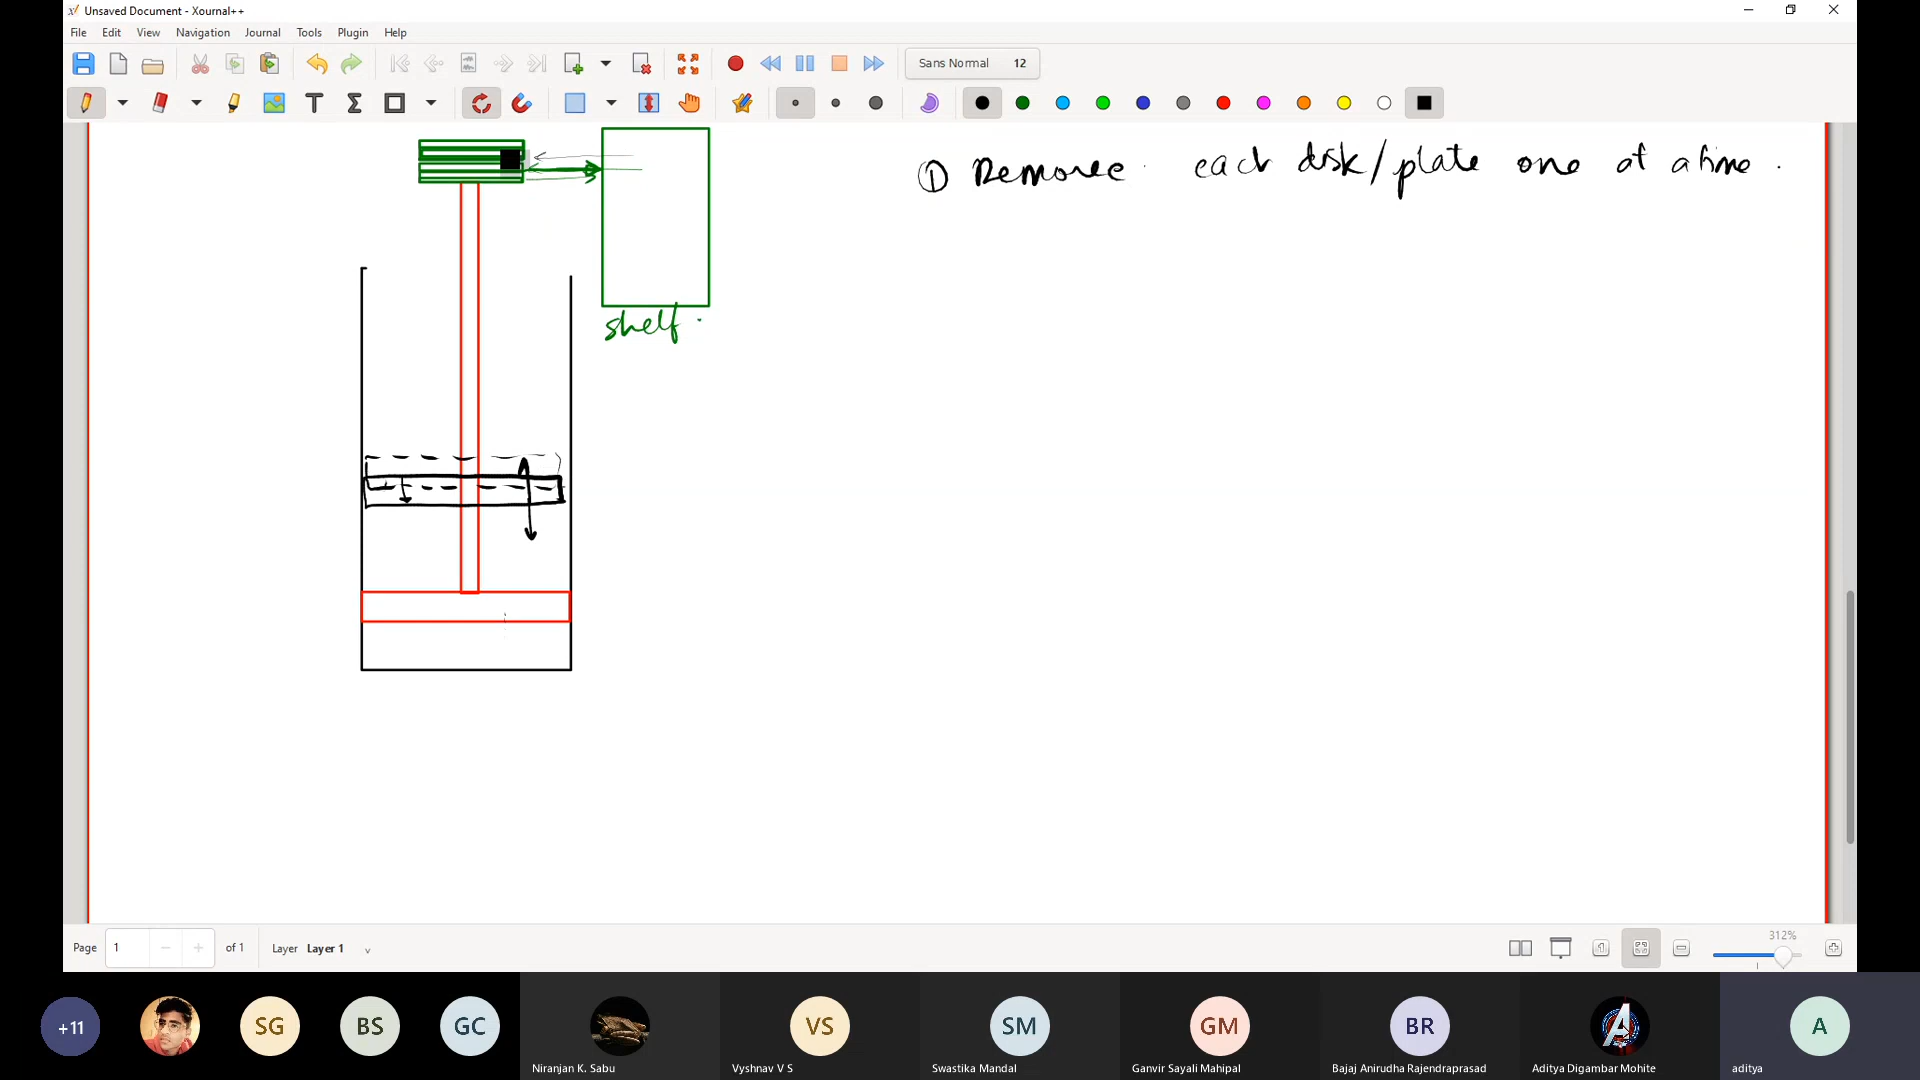 Unsaved Document - Xournal++
File Edit View Navigation Journal Tools Plugin Help
Sans Normal 12
① Remove each disk/plate one at a time.
shelf.
Page 1 of 1 Layer Layer 1
312%
+11 SG BS GC VS SM GM BR A
Niranjan K. Sabu Vyshnav V S Swastika Mandal Ganvir Sayali Mahipal Bajaj Anirudha Rajendraprasad Aditya Digambar Mohite aditya